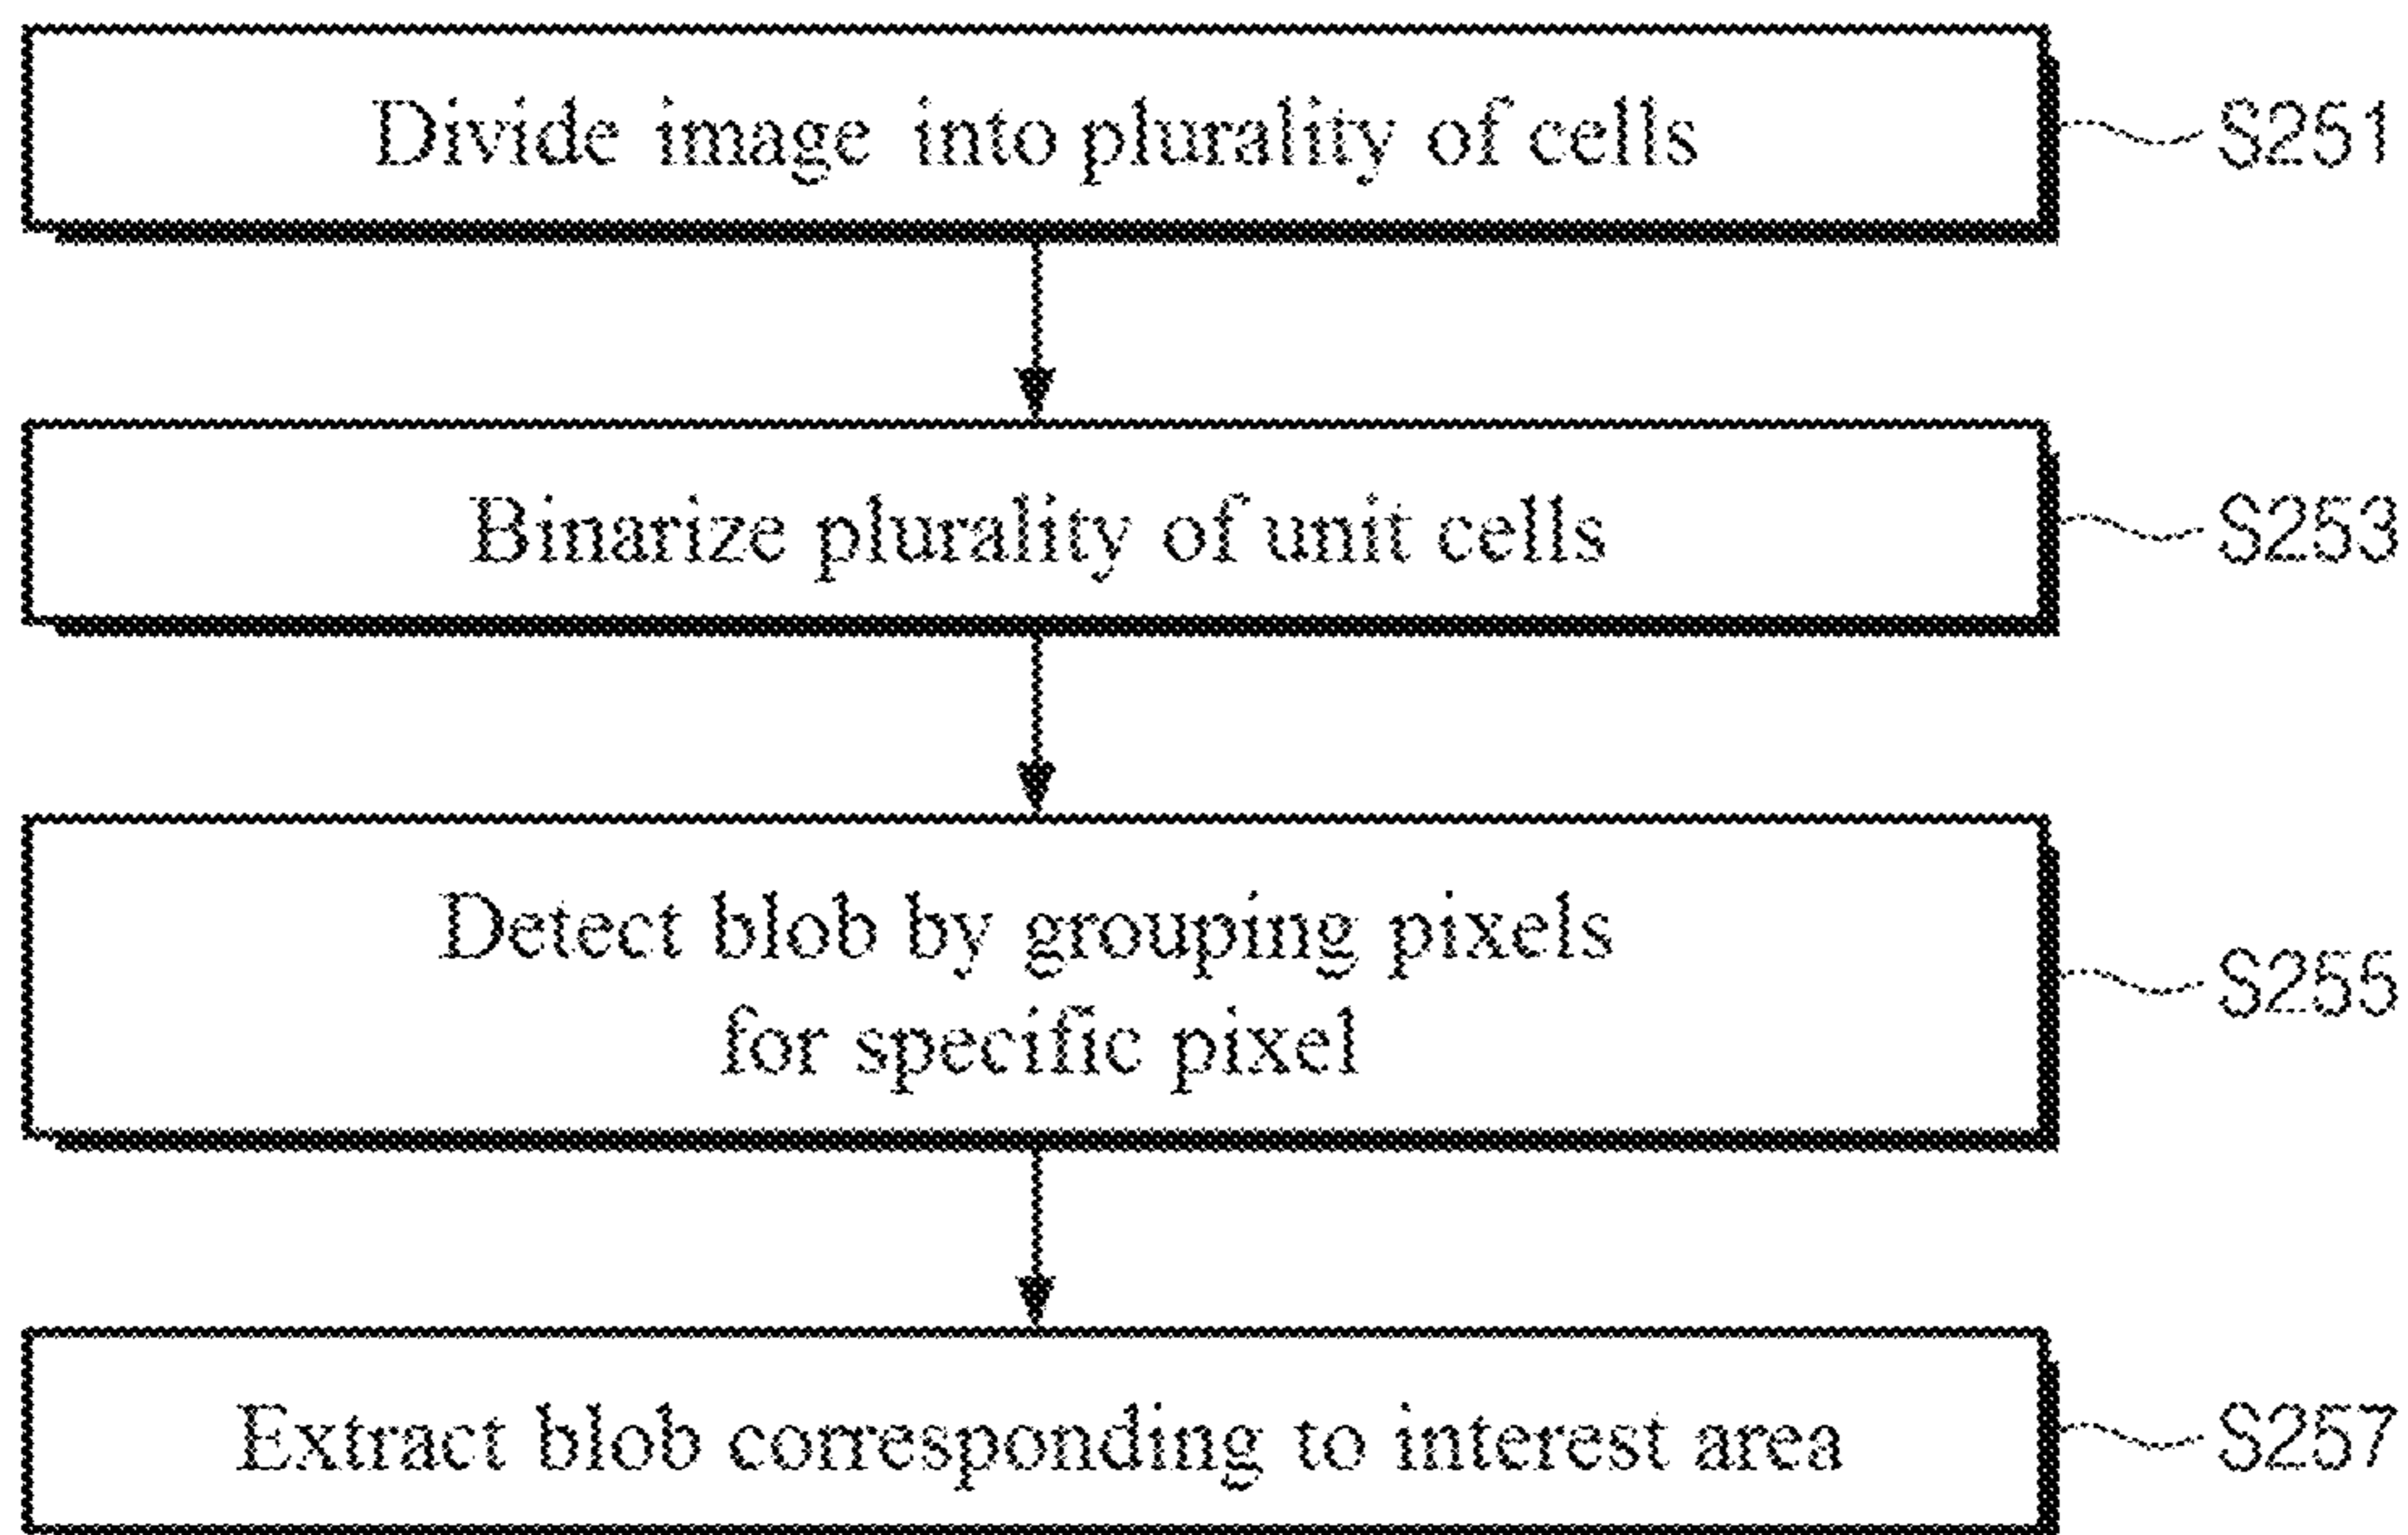 Divide image into plurality of cells
S251
Binarize plurality of unit cells
S253
Detect blob by grouping pixels
for specific pixel
S255
Extract blob corresponding to interest area
S257